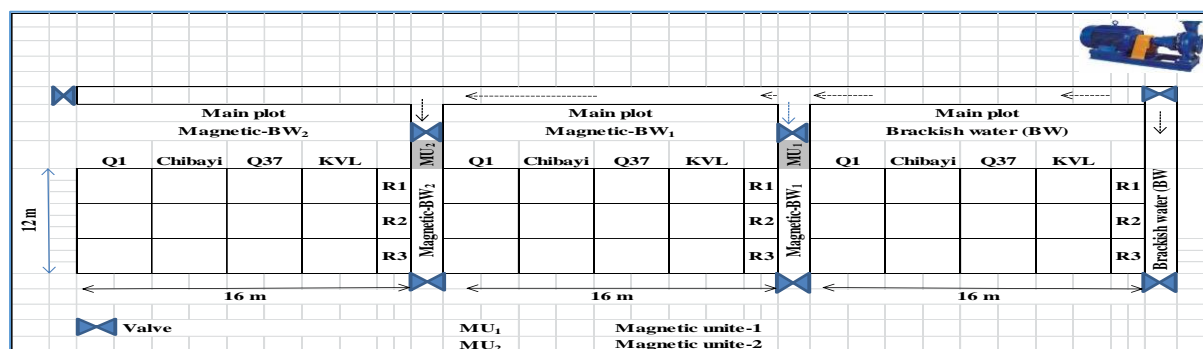 Main plot
Magnetic-BW₂
Main plot
Magnetic-BW₁
Main plot
Brackish water (BW)
Q1 Chibayi Q37 KVL
MU₂
Q1 Chibayi Q37 KVL
MU₁
Q1 Chibayi Q37 KVL
12 m
R1
R2
R3
Magnetic-BW₂
R1
R2
R3
Magnetic-BW₁
R1
R2
R3
Brackish water (BW
16 m
16 m
16 m
Valve
MU₁ Magnetic unite-1
MU₂ Magnetic unite-2